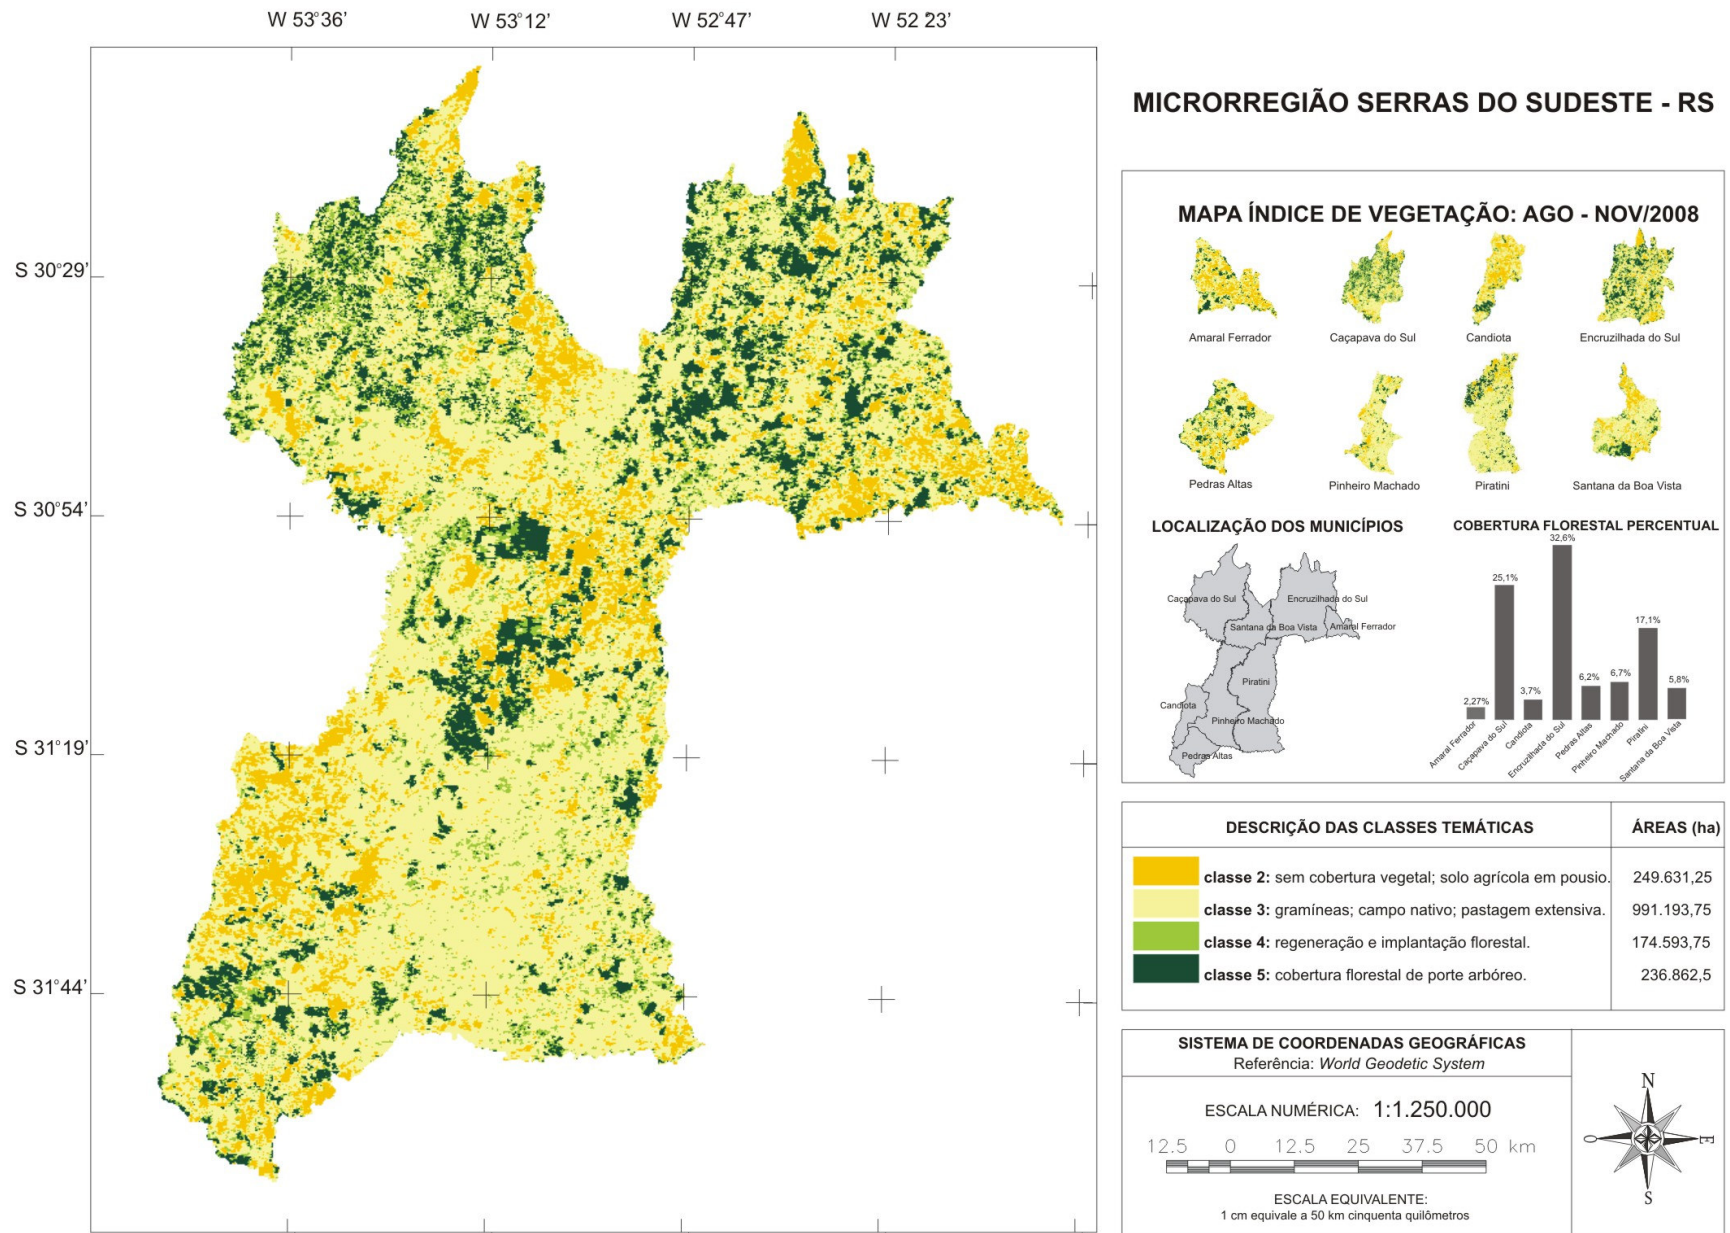 W 53°36’ W 53°12’ W 52°47’ W 52 23’
S 30°29’
S 30°54’
S 31°19’
S 31°44’
MICRORREGIÃO SERRAS DO SUDESTE - RS
MAPA ÍNDICE DE VEGETAÇÃO: AGO - NOV/2008
Amaral Ferrador Caçapava do Sul Candiota Encruzilhada do Sul
Pedras Altas Pinheiro Machado Piratini Santana da Boa Vista
LOCALIZAÇÃO DOS MUNICÍPIOS
Caçapava do Sul
Encruzilhada do Sul
Santana da Boa Vista
Amaral Ferrador
Piratini
Candiota
Pinheiro Machado
Pedras Altas
COBERTURA FLORESTAL PERCENTUAL
2,27%
25,1%
3,7%
32,6%
6,2%
6,7%
17,1%
5,8%
Amaral Ferrador
Caçapava do Sul
Candiota
Encruzilhada do Sul
Pedras Altas
Pinheiro Machado
Piratini
Santana da Boa Vista
DESCRIÇÃO DAS CLASSES TEMÁTICAS ÁREAS (ha)
classe 2: sem cobertura vegetal; solo agrícola em pousio. 249.631,25
classe 3: gramíneas; campo nativo; pastagem extensiva. 991.193,75
classe 4: regeneração e implantação florestal. 174.593,75
classe 5: cobertura florestal de porte arbóreo. 236.862,5
SISTEMA DE COORDENADAS GEOGRÁFICAS
Referência: World Geodetic System
ESCALA NUMÉRICA: 1:1.250.000
12.5 0 12.5 25 37.5 50 km
ESCALA EQUIVALENTE:
1 cm equivale a 50 km cinquenta quilômetros
N
O E
S